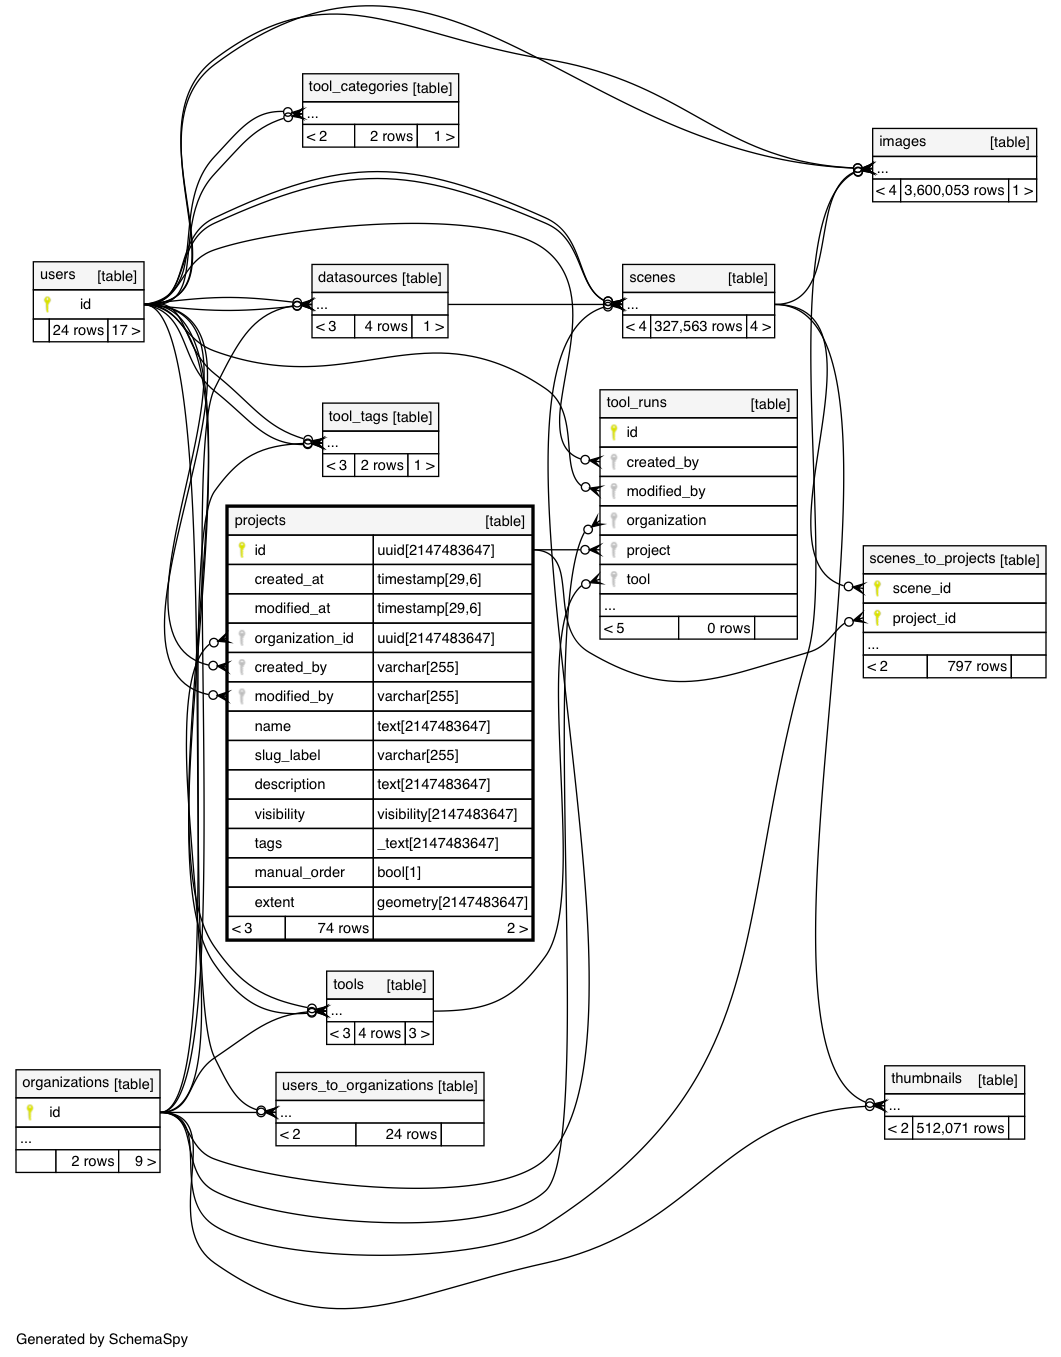 tool_categories [table]
...
< 2 2 rows 1 >
images [table]
...
< 4 3,600,053 rows 1 >
users [table]
id
24 rows 17 >
datasources [table]
...
< 3 4 rows 1 >
scenes [table]
...
< 4 327,563 rows 4 >
tool_tags [table]
...
< 3 2 rows 1 >
tool_runs [table]
id
created_by
modified_by
organization
project
tool
...
< 5 0 rows
projects [table]
id uuid[2147483647]
created_at timestamp[29,6]
modified_at timestamp[29,6]
organization_id uuid[2147483647]
created_by varchar[255]
modified_by varchar[255]
name text[2147483647]
slug_label varchar[255]
description text[2147483647]
visibility visibility[2147483647]
tags _text[2147483647]
manual_order bool[1]
extent geometry[2147483647]
< 3 74 rows 2 >
scenes_to_projects [table]
scene_id
project_id
...
< 2 797 rows
tools [table]
...
< 3 4 rows 3 >
organizations [table]
id
...
2 rows 9 >
users_to_organizations [table]
...
< 2 24 rows
thumbnails [table]
...
< 2 512,071 rows
Generated by SchemaSpy